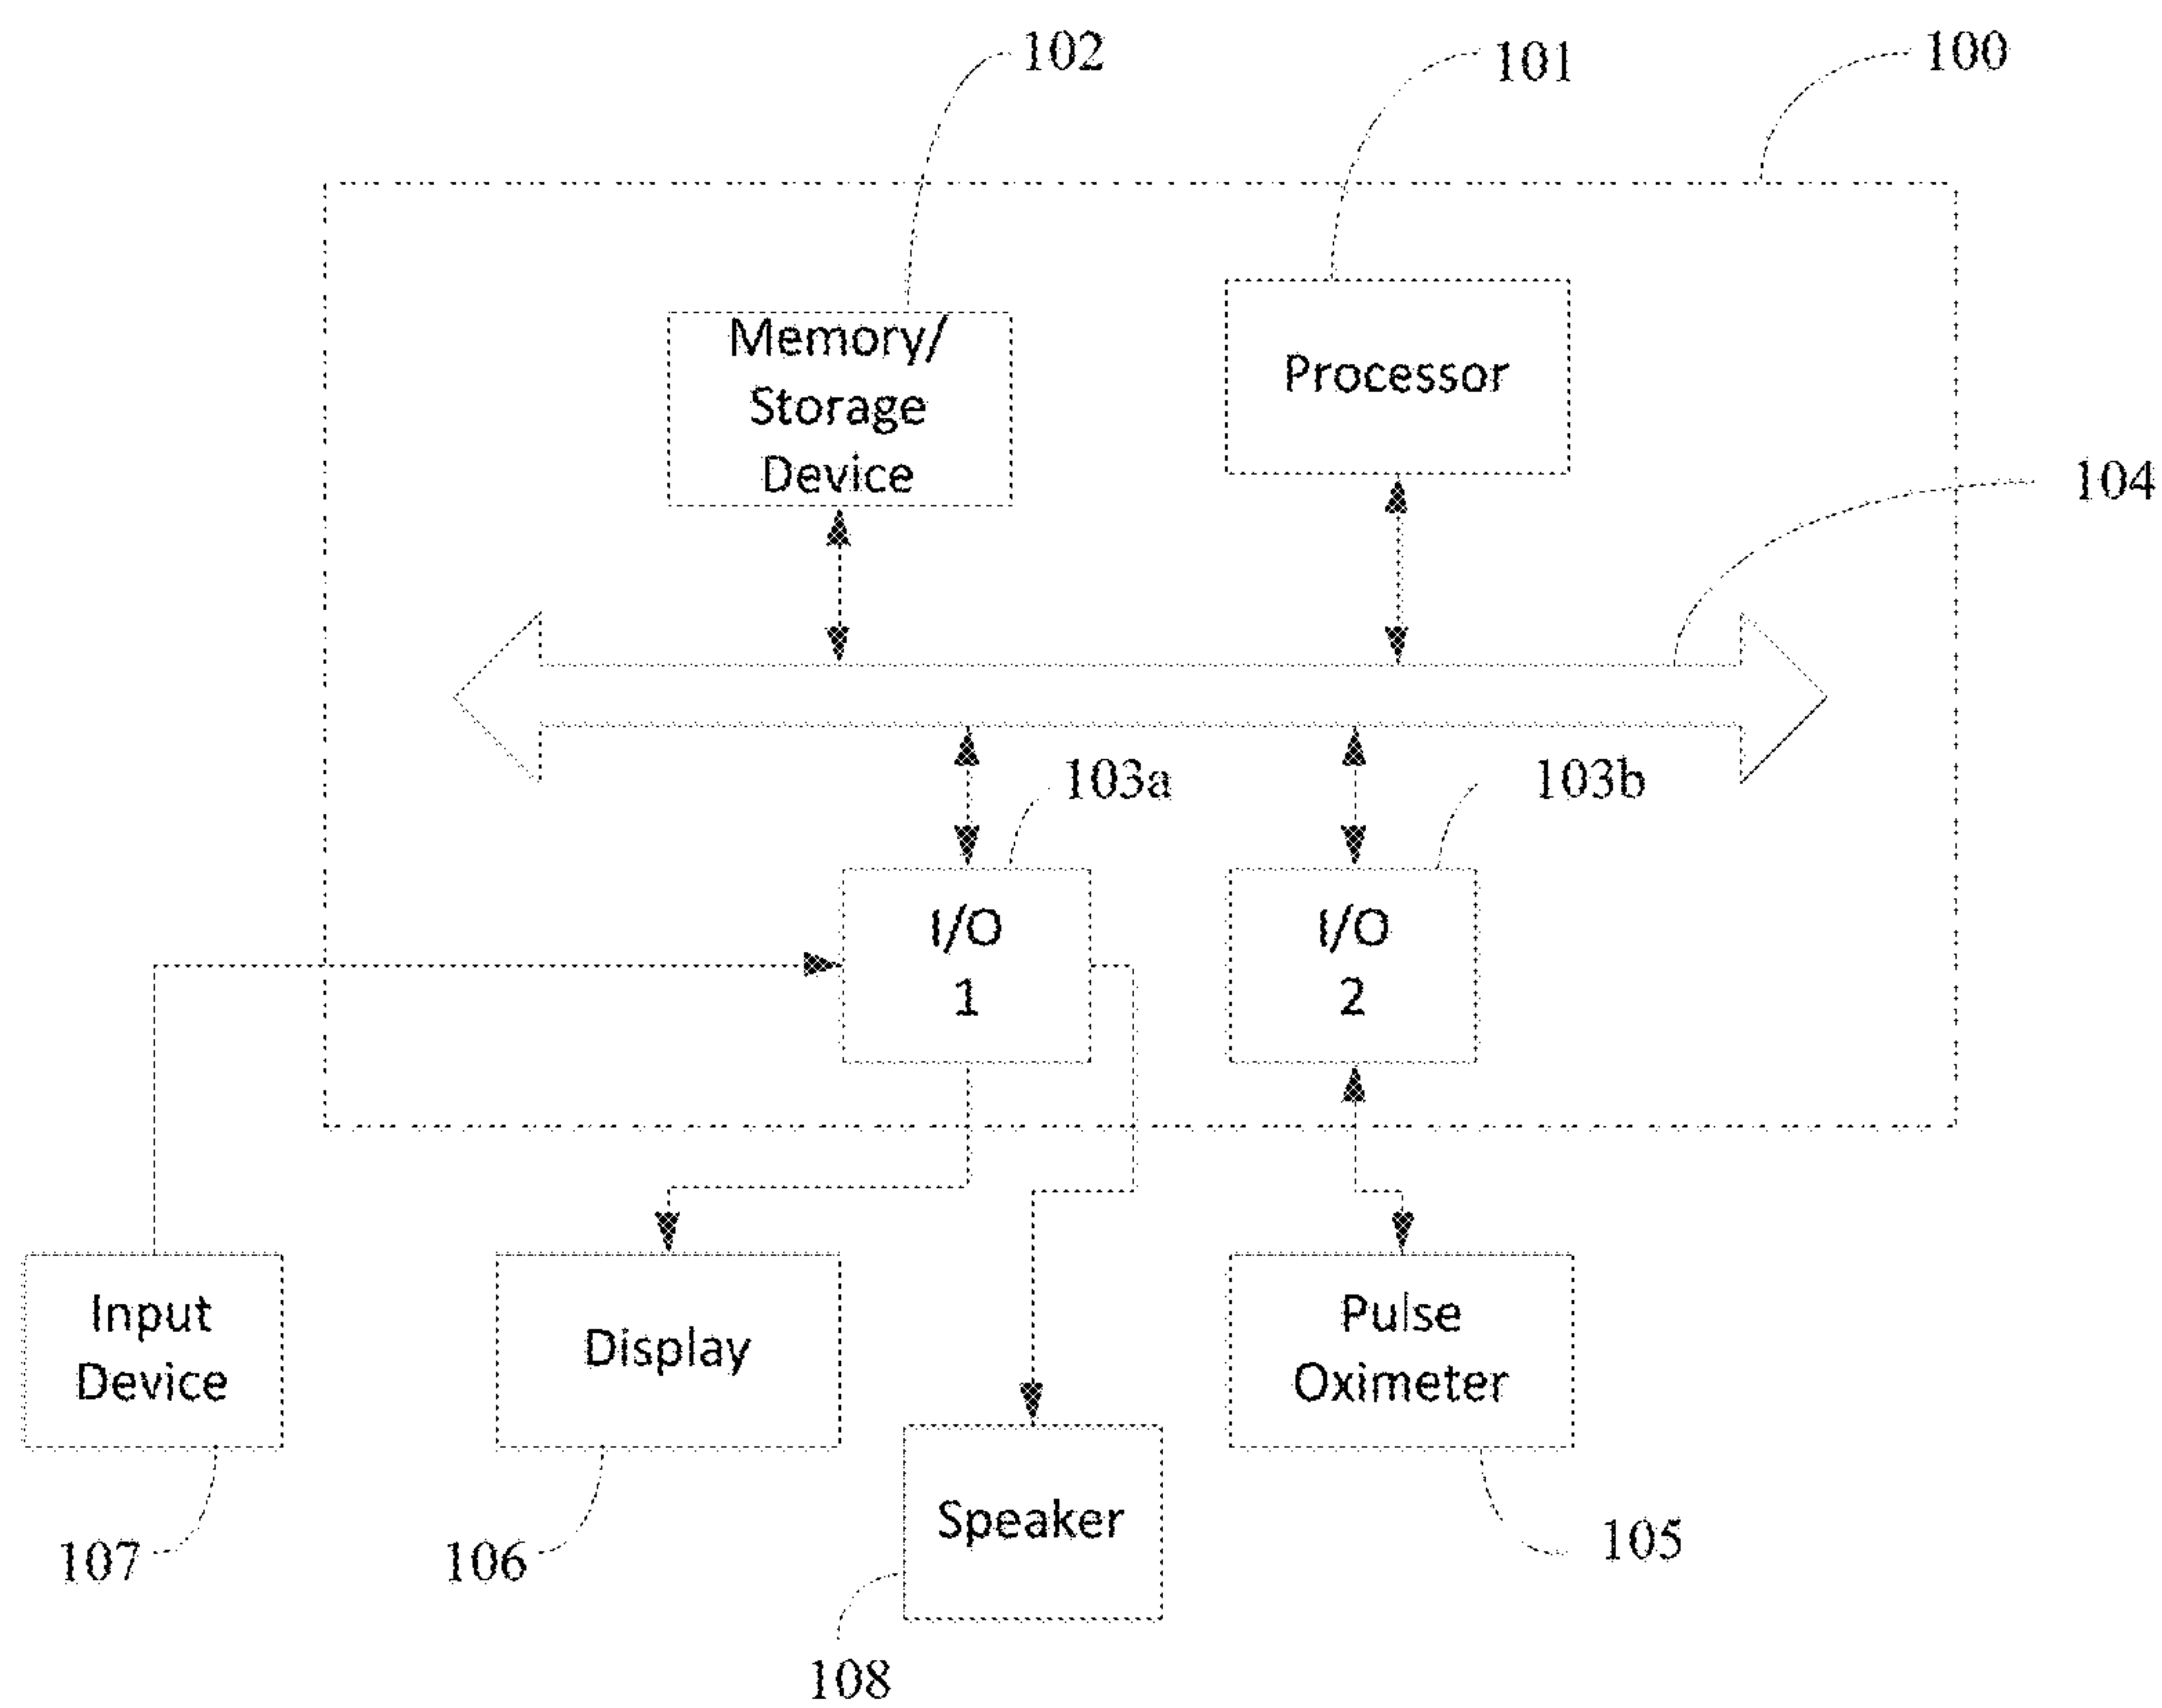 102
101
100
Memory/
Storage
Device
Processor
104
103a
103b
I/O
1
I/O
2
Input
Device
Display
Pulse
Oximeter
Speaker
107
106
105
108